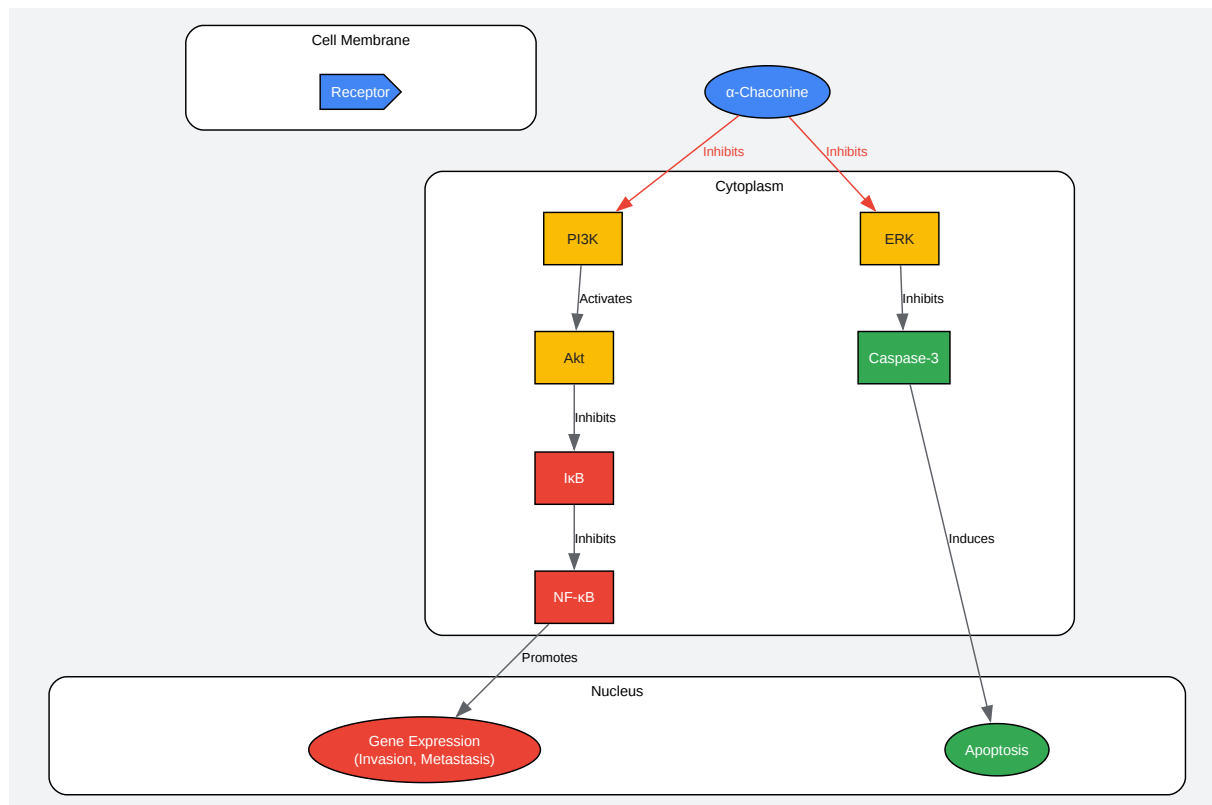 Cell Membrane
Receptor
α-Chaconine
Inhibits
Inhibits
Cytoplasm
PI3K
ERK
Activates
Inhibits
Akt
Caspase-3
Inhibits
IκB
Inhibits
Induces
NF-κB
Promotes
Nucleus
Gene Expression
(Invasion, Metastasis)
Apoptosis